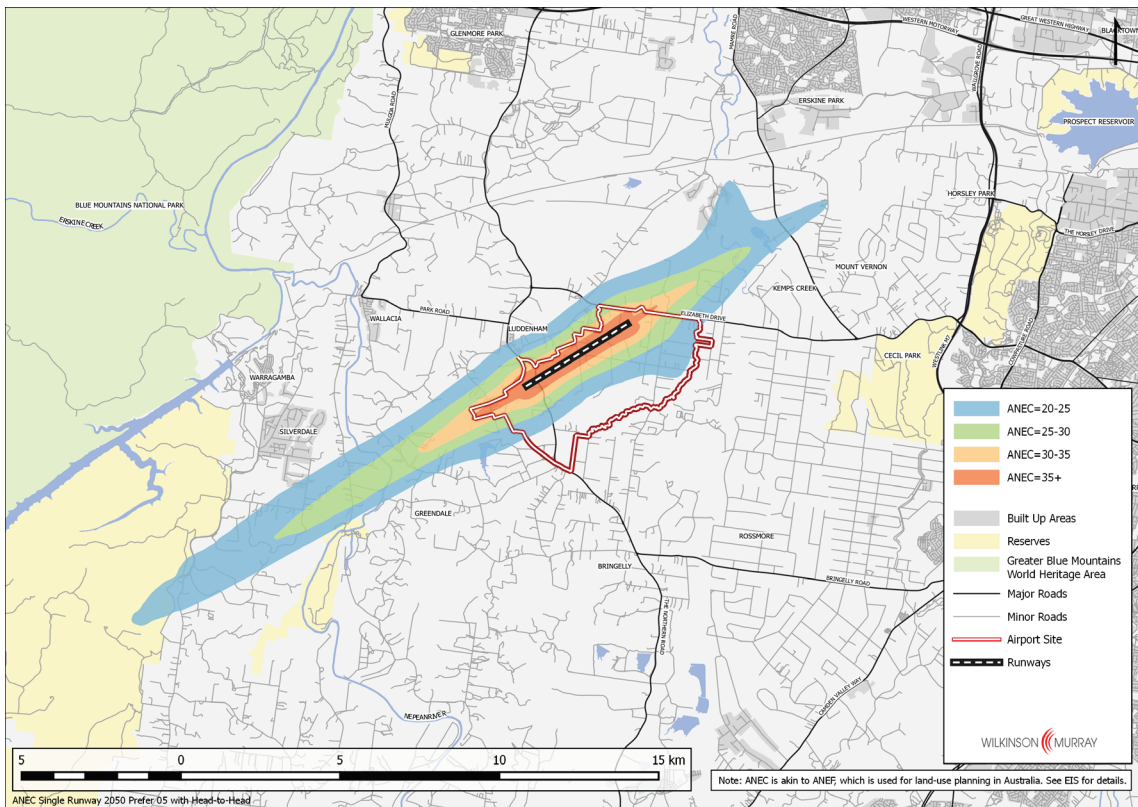 GLENMORE PARK
MAMRE ROAD
WESTERN MOTORWAY
GREAT WESTERN HIGHWAY
BLACKTOWN
WALLGROVE ROAD
MULGOA ROAD
ERSKINE PARK
PROSPECT RESERVOIR
BLUE MOUNTAINS NATIONAL PARK
ERSKINE CREEK
HORSLEY PARK
THE HORSLEY DRIVE
MOUNT VERNON
KEMPS CREEK
WALLACIA
PARK ROAD
LUDDENHAM
ELIZABETH DRIVE
WESTLINK M7
COWPASTURE ROAD
CECIL PARK
WARRAGAMBA
SILVERDALE
GREENDALE
ROSSMORE
BRINGELLY
BRINGELLY ROAD
THE NORTHERN ROAD
CAMDEN VALLEY WAY
NEPEAN RIVER
ANEC=20-25
ANEC=25-30
ANEC=30-35
ANEC=35+
Built Up Areas
Reserves
Greater Blue Mountains
World Heritage Area
Major Roads
Minor Roads
Airport Site
Runways
WILKINSON MURRAY
5 0 5 10 15 km
Note: ANEC is akin to ANEF, which is used for land-use planning in Australia. See EIS for details.
ANEC Single Runway 2050 Prefer 05 with Head-to-Head